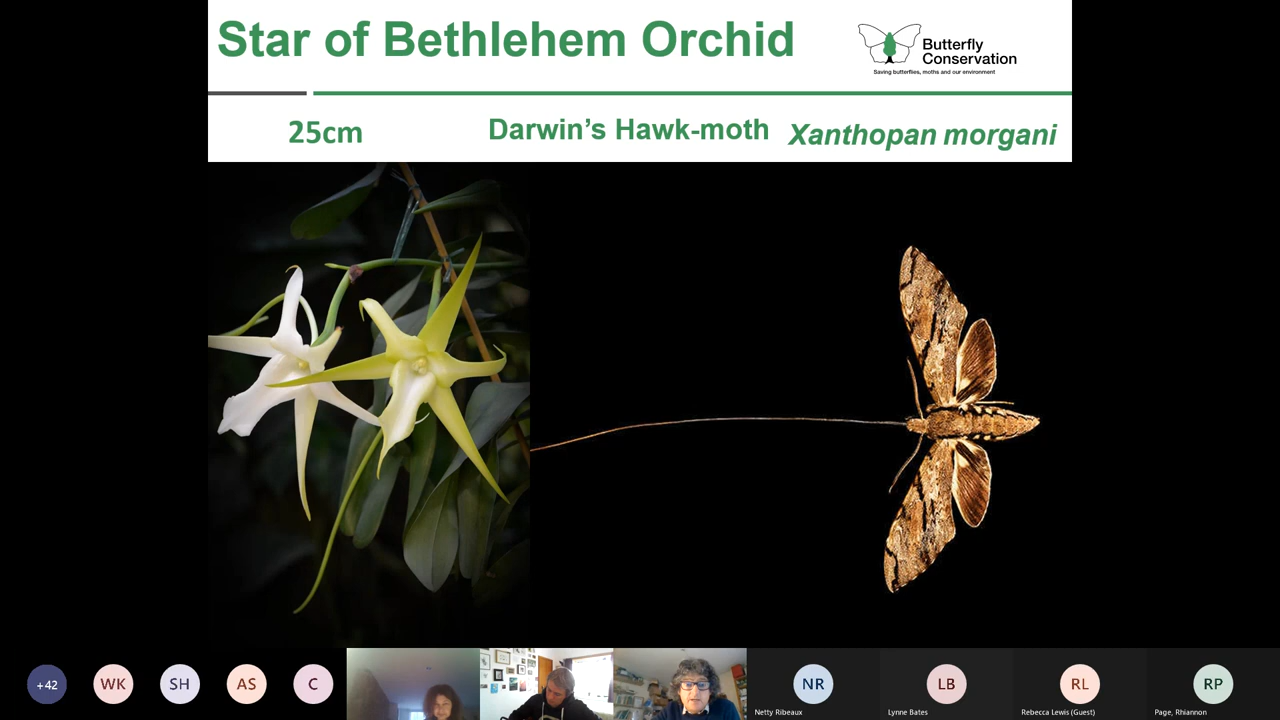 Star of Bethlehem Orchid
Butterfly
Conservation
Saving butterflies, moths and our environment
25cm
Darwin's Hawk-moth
Xanthopan morgani
+42
WK
SH
AS
C
NR
LB
RL
RP
Netty Ribeaux
Lynne Bates
Rebecca Lewis (Guest)
Page, Rhiannon